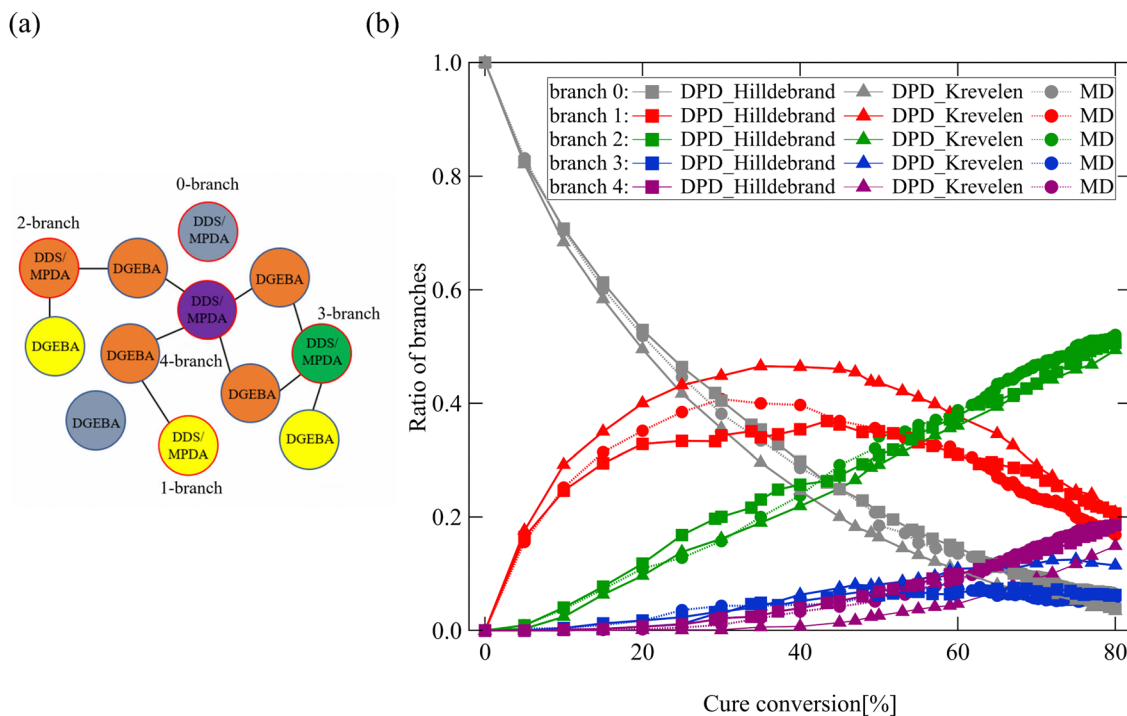 (a)
0-branch
2-branch
DDS/
MPDA
DDS/
MPDA
DGEBA
DGEBA
DDS/
MPDA
3-branch
DGEBA
DDS/
MPDA
4-branch
DGEBA
DGEBA
DDS/
MPDA
DGEBA
1-branch
(b)
1.0
0.8
0.6
0.4
0.2
0.0
Ratio of branches
branch 0: DPD_Hilldebrand DPD_Krevelen MD
branch 1: DPD_Hilldebrand DPD_Krevelen MD
branch 2: DPD_Hilldebrand DPD_Krevelen MD
branch 3: DPD_Hilldebrand DPD_Krevelen MD
branch 4: DPD_Hilldebrand DPD_Krevelen MD
0 20 40 60 80
Cure conversion[%]